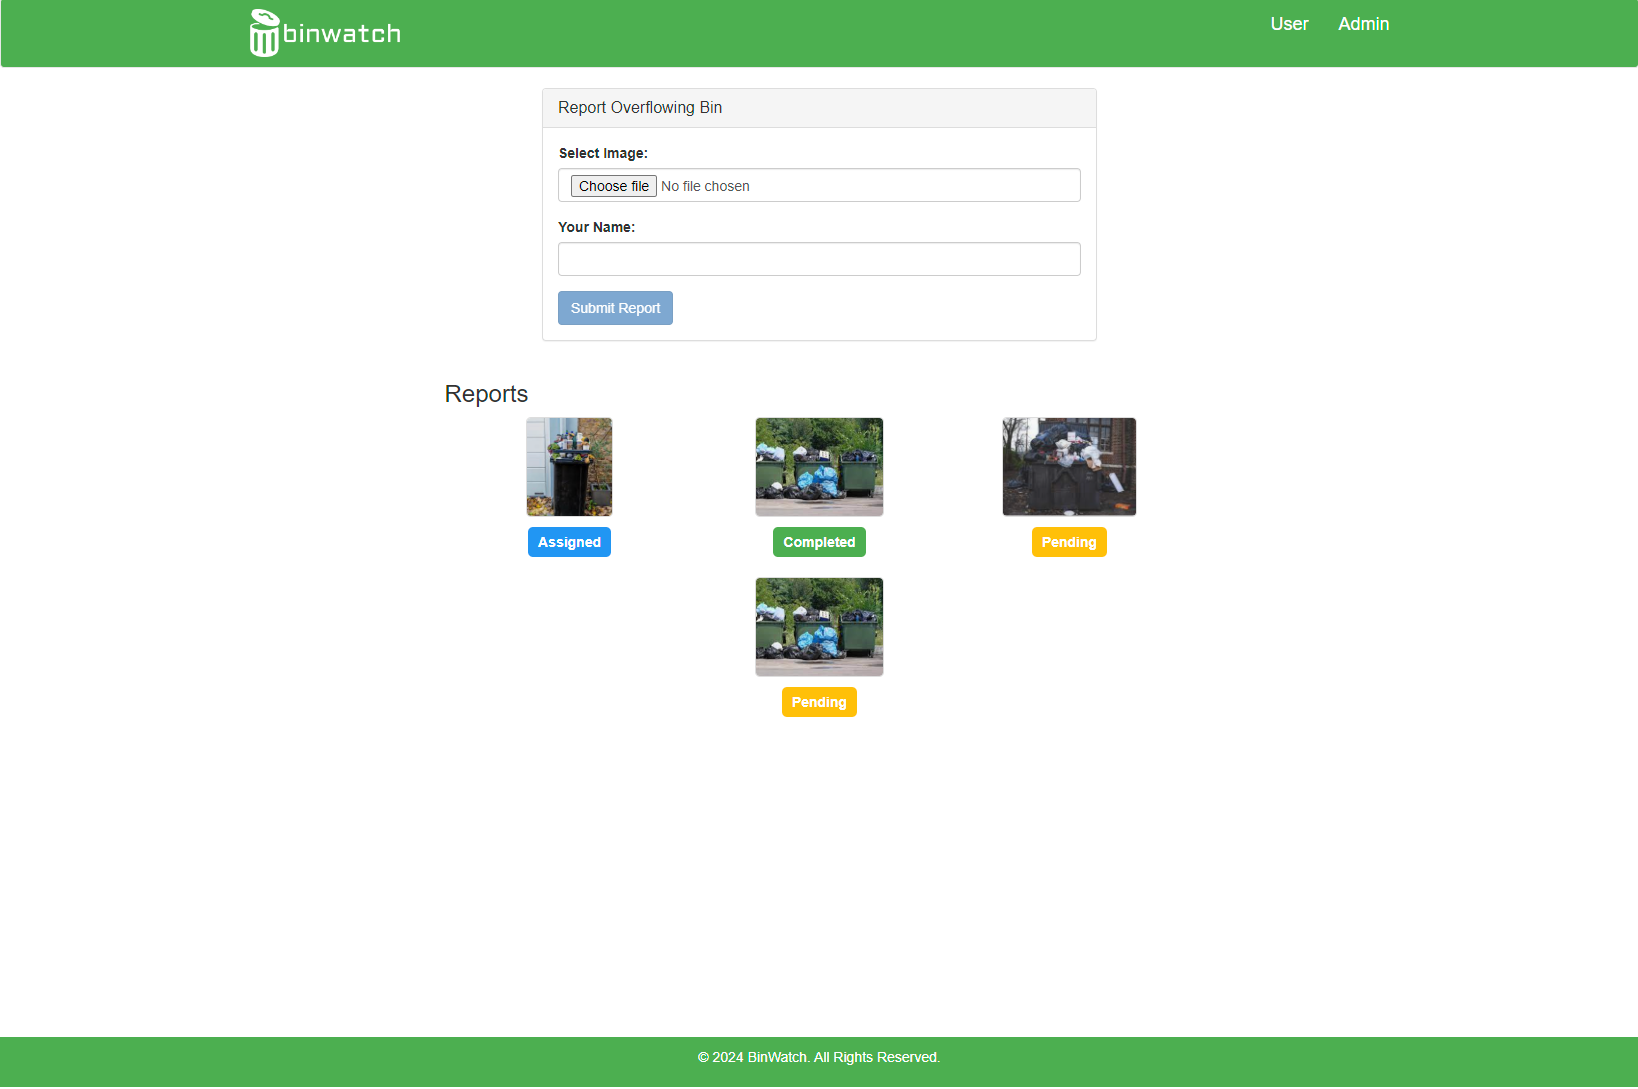 binwatch
User
Admin
Report Overflowing Bin
Select Image:
Choose file No file chosen
Your Name:
Submit Report
Reports
Assigned
Completed
Pending
Pending
© 2024 BinWatch. All Rights Reserved.